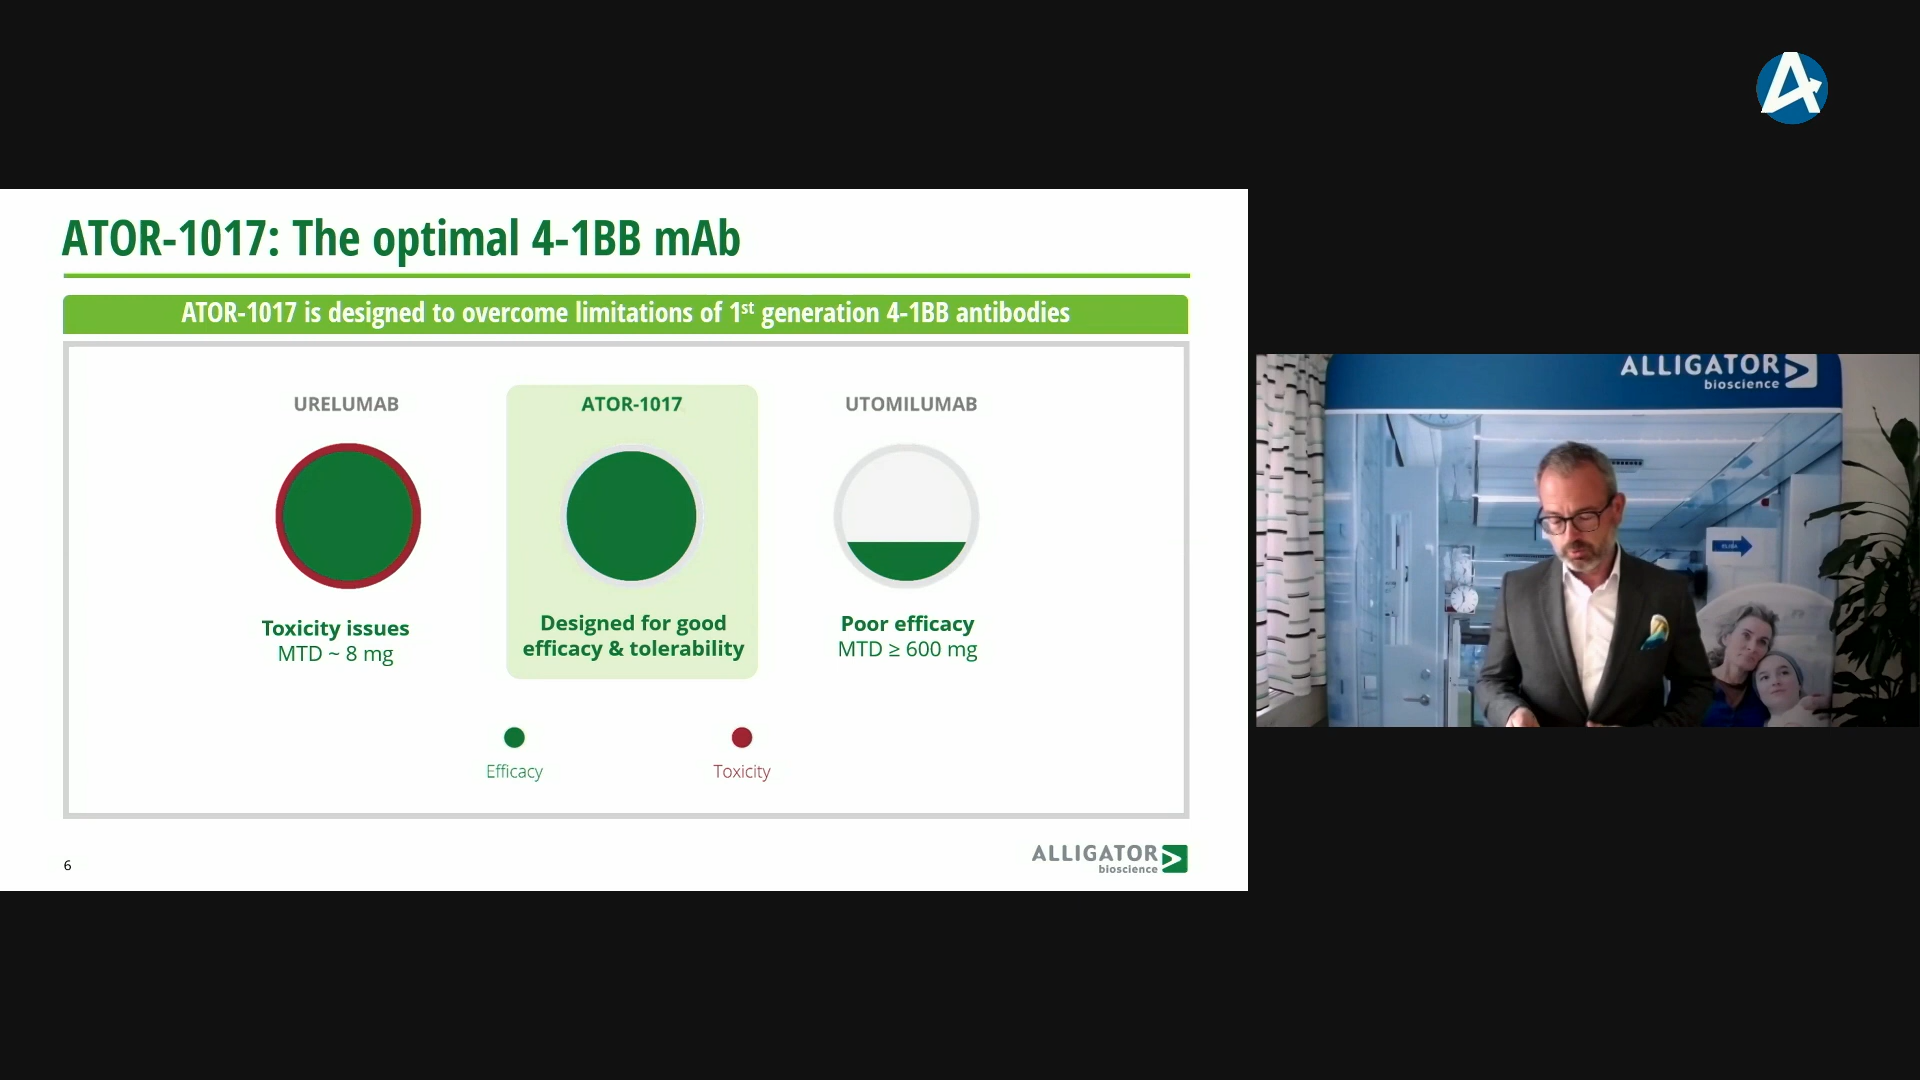 ATOR-1017: The optimal 4-1BB mAb
ATOR-1017 is designed to overcome limitations of 1st generation 4-1BB antibodies
URELUMAB
ATOR-1017
UTOMILUMAB
Toxicity issues
MTD ~ 8 mg
Designed for good
efficacy & tolerability
Poor efficacy
MTD ≥ 600 mg
Efficacy
Toxicity
6
ALLIGATOR
bioscience
ALLIGATOR
bioscience